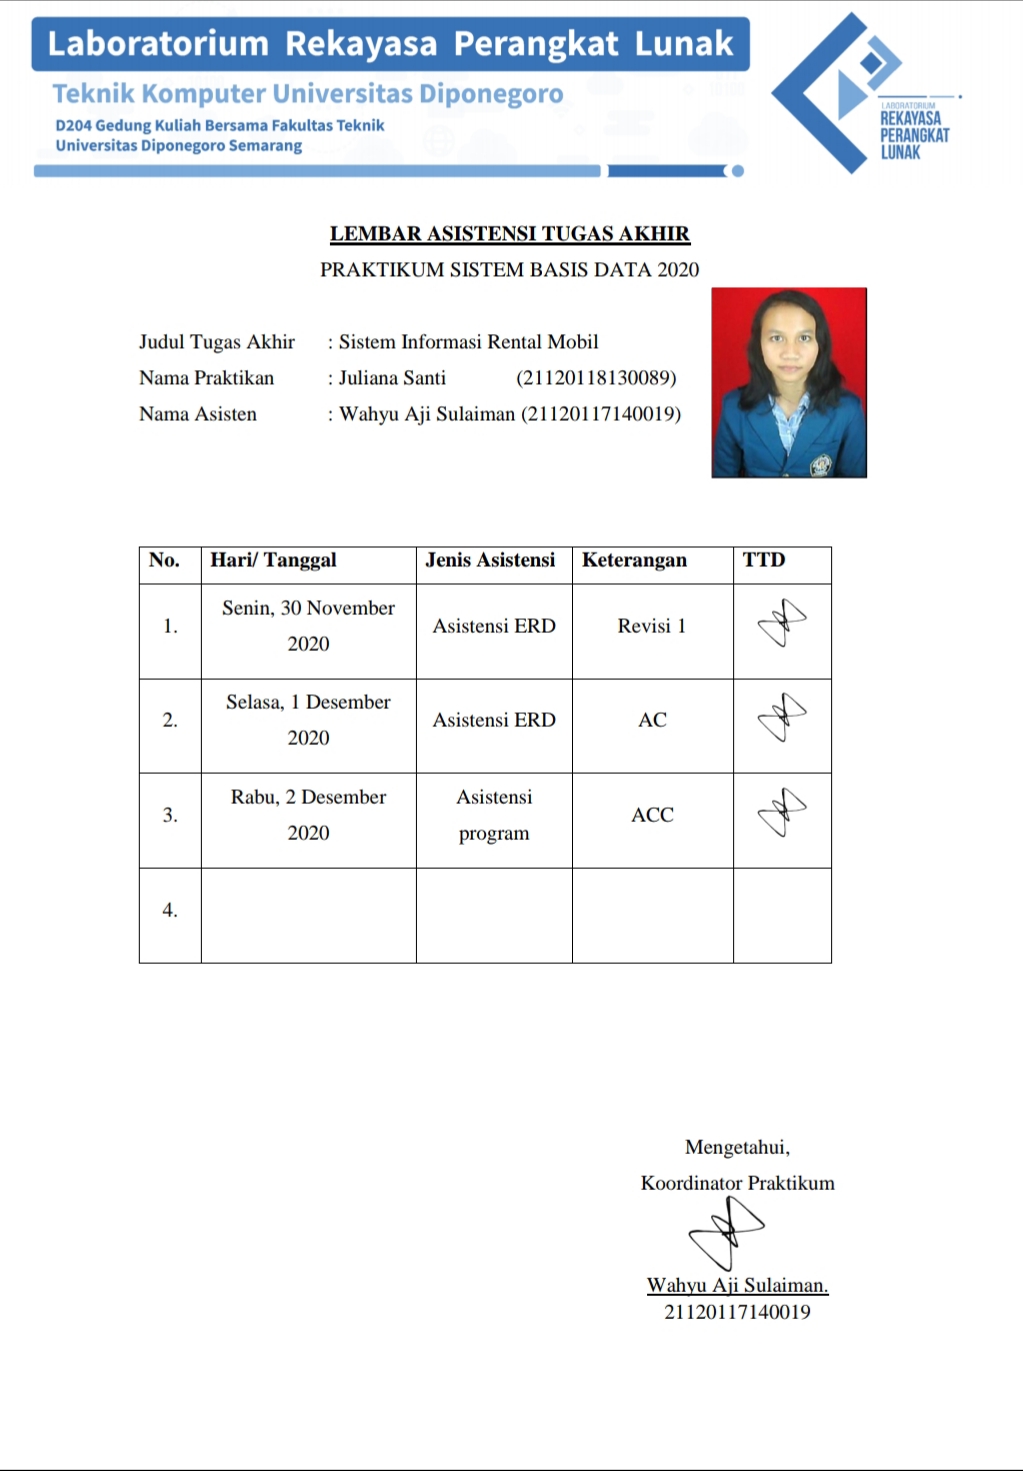 Laboratorium Rekayasa Perangkat Lunak
Teknik Komputer Universitas Diponegoro
D204 Gedung Kuliah Bersama Fakultas Teknik
Universitas Diponegoro Semarang
LABORATORIUM
REKAYASA
PERANGKAT
LUNAK
LEMBAR ASISTENSI TUGAS AKHIR
PRAKTIKUM SISTEM BASIS DATA 2020
Judul Tugas Akhir : Sistem Informasi Rental Mobil
Nama Praktikan : Juliana Santi (21120118130089)
Nama Asisten : Wahyu Aji Sulaiman (21120117140019)
No. Hari/ Tanggal Jenis Asistensi Keterangan TTD
1. Senin, 30 November 2020 Asistensi ERD Revisi 1
2. Selasa, 1 Desember 2020 Asistensi ERD AC
3. Rabu, 2 Desember 2020 Asistensi program ACC
4.
Mengetahui,
Koordinator Praktikum
Wahyu Aji Sulaiman.
21120117140019